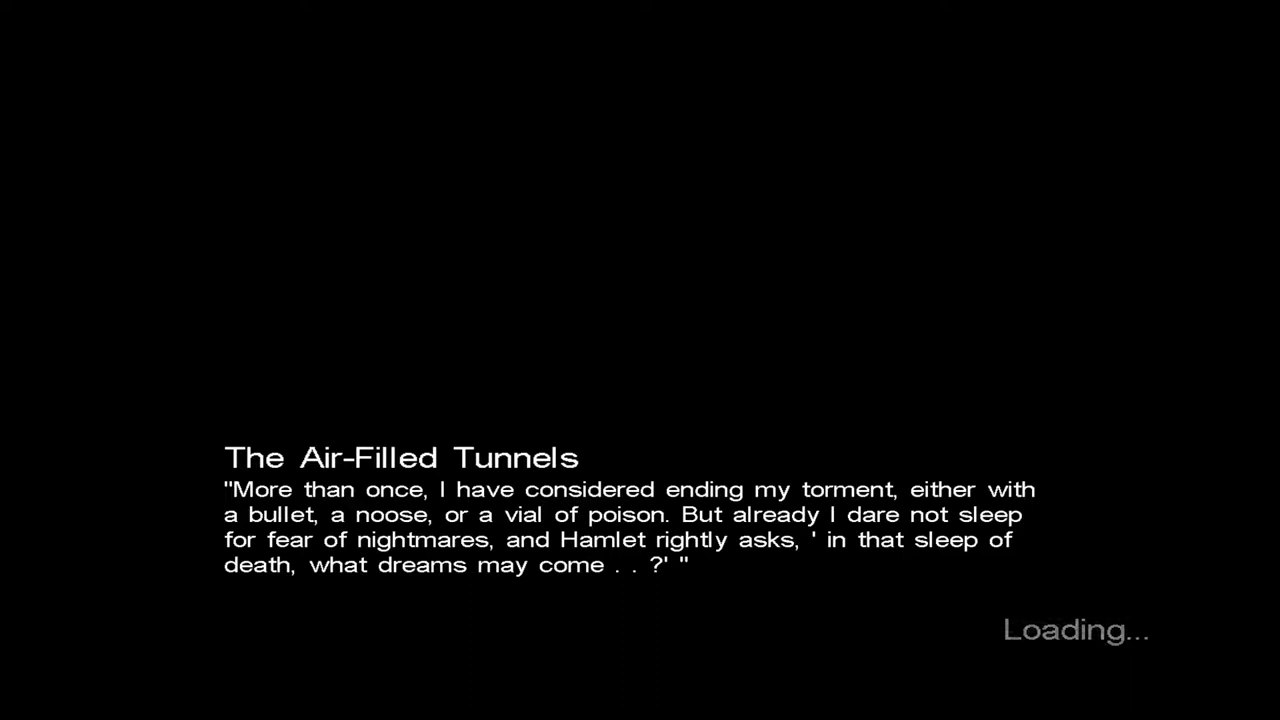 The Air-Filled Tunnels
"More than once, I have considered ending my torment, either with
a bullet, a noose, or a vial of poison. But already I dare not sleep
for fear of nightmares, and Hamlet rightly asks, ' in that sleep of
death, what dreams may come . . ?' "
Loading...